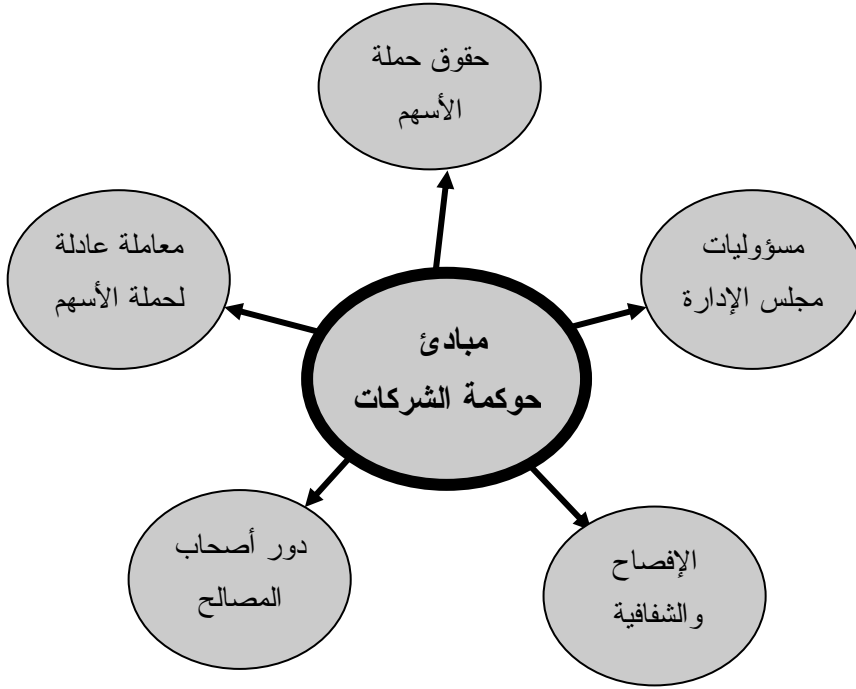 حقوق حملة
الأسهم
معاملة عادلة
لحملة الأسهم
مسؤوليات
مجلس الإدارة
مبادئ
حوكمة الشركات
دور أصحاب
المصالح
الإفصاح
والشفافية